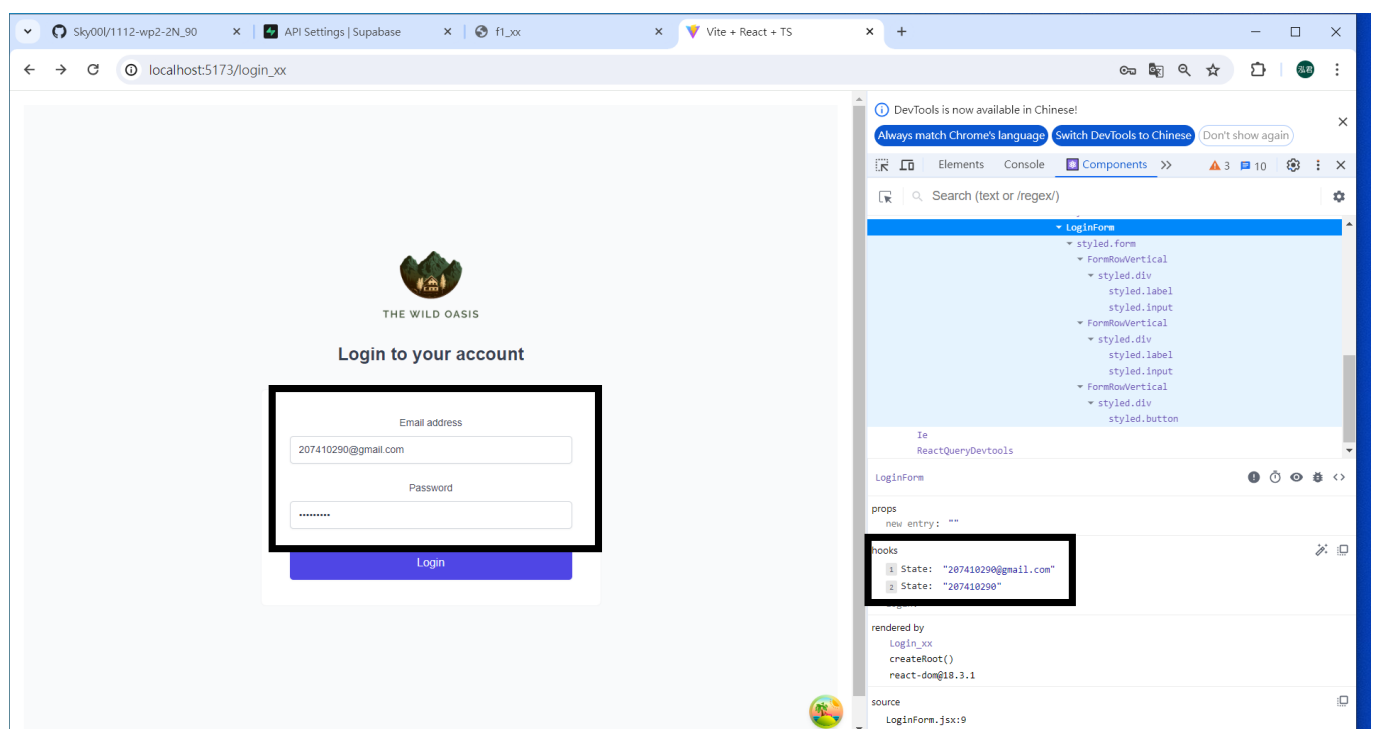 Sky00l/1112-wp2-2N_90
API Settings | Supabase
f1_xx
Vite + React + TS
localhost:5173/login_xx
泓君
THE WILD OASIS
Login to your account
Email address
207410290@gmail.com
Password
•••••••••
Login
DevTools is now available in Chinese!
Always match Chrome's language Switch DevTools to Chinese Don't show again
Elements Console Components 3 10
Search (text or /regex/)
LoginForm
styled.form
FormRowVertical
styled.div
styled.label
styled.input
FormRowVertical
styled.div
styled.label
styled.input
FormRowVertical
styled.div
styled.button
Ie
ReactQueryDevtools
LoginForm
props
new entry: ""
hooks
1 State: "207410290@gmail.com"
2 State: "207410290"
rendered by
Login_xx
createRoot()
react-dom@18.3.1
source
LoginForm.jsx:9